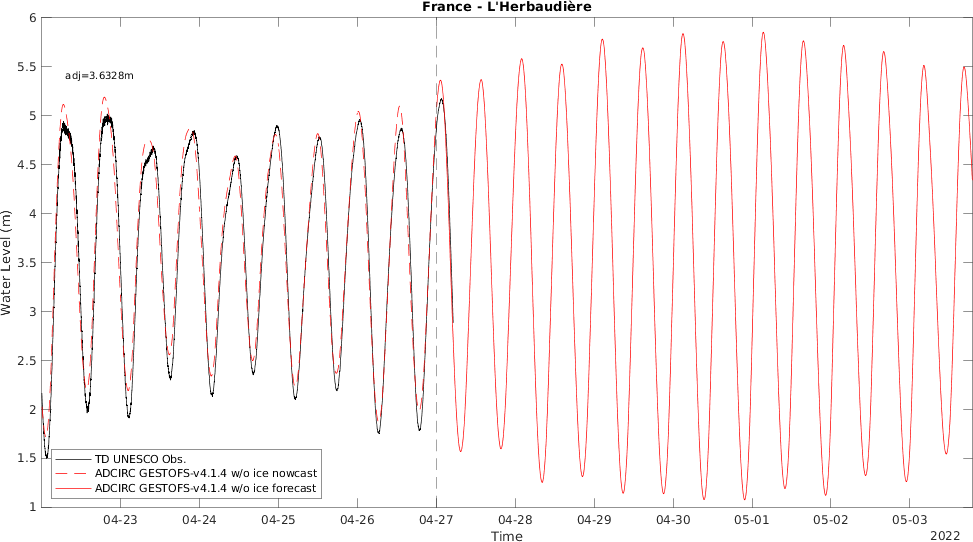 France - L'Herbaudière
6
5.5
5
4.5
4
3.5
3
2.5
2
1.5
1
Water Level (m)
adj=3.6328m
TD UNESCO Obs.
ADCIRC GESTOFS-v4.1.4 w/o ice nowcast
ADCIRC GESTOFS-v4.1.4 w/o ice forecast
04-23 04-24 04-25 04-26 04-27 04-28 04-29 04-30 05-01 05-02 05-03
Time
2022